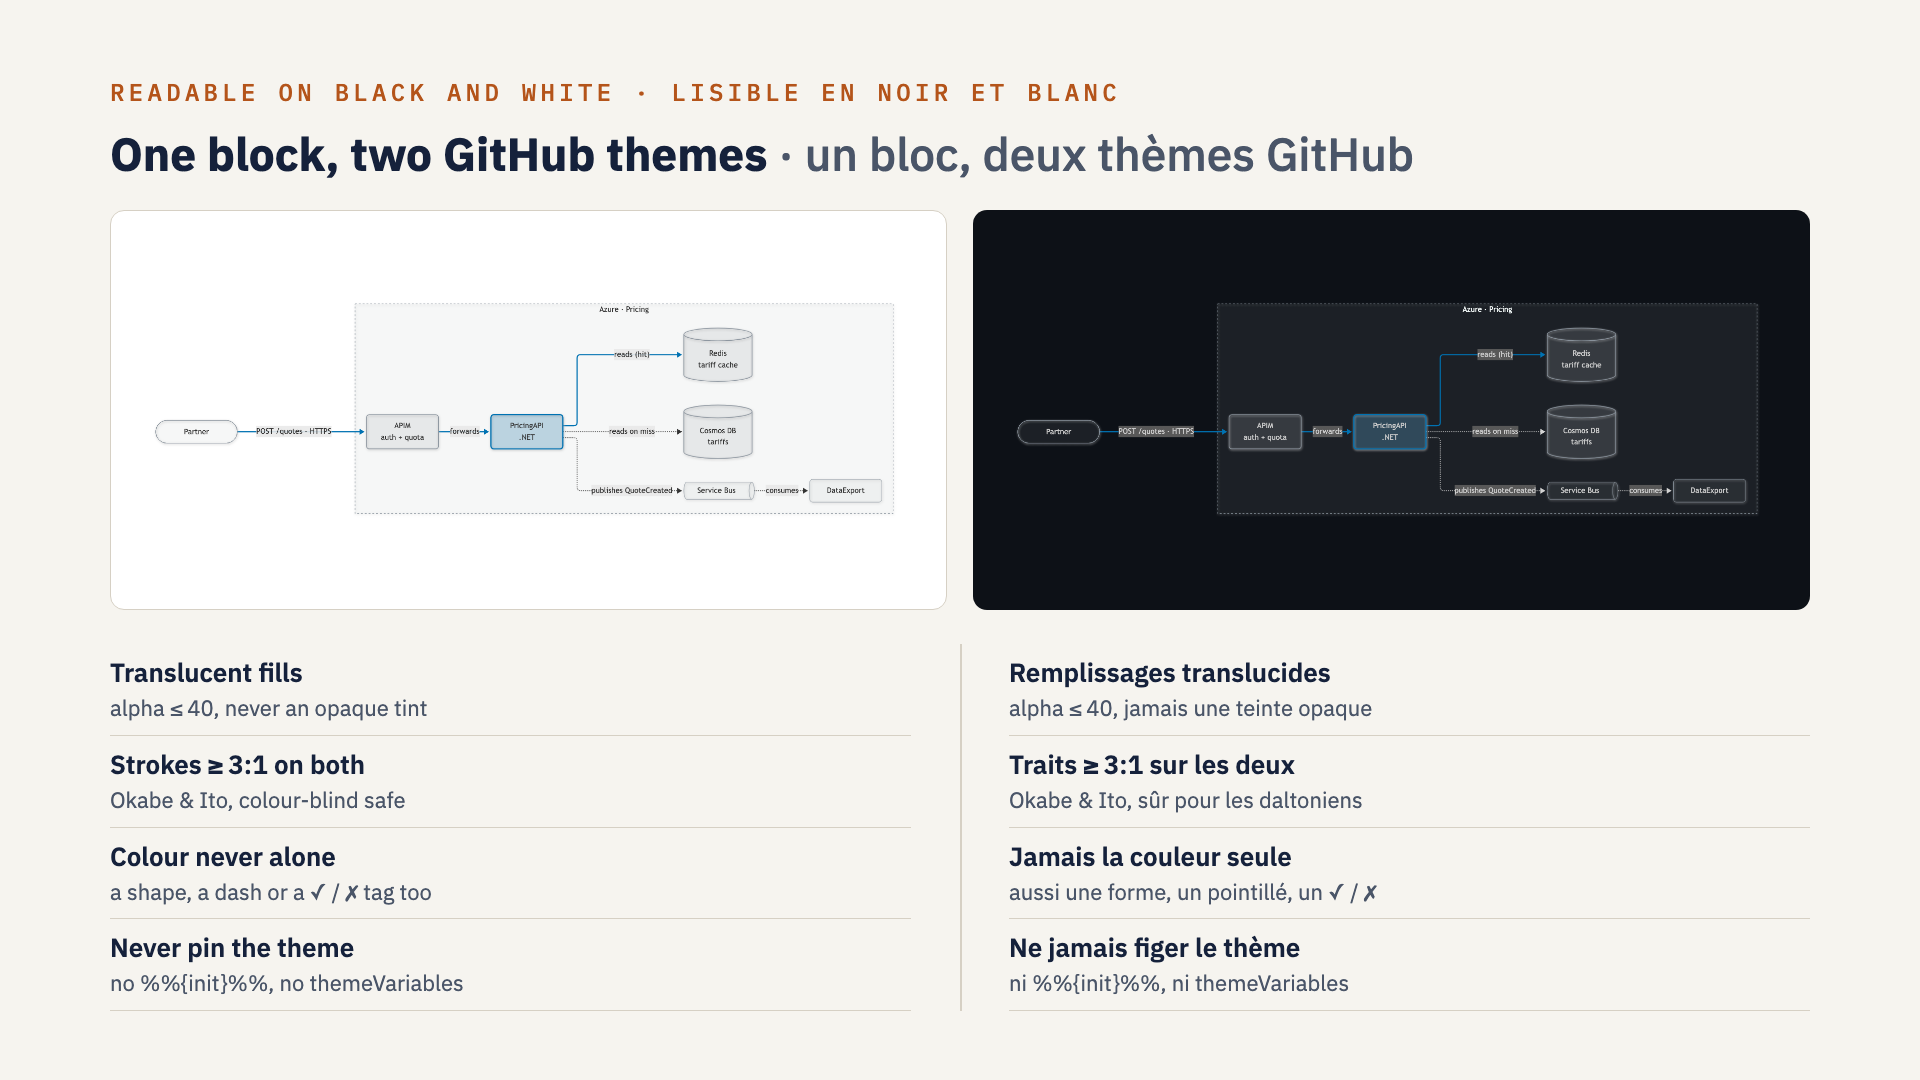 READABLE ON BLACK AND WHITE · LISIBLE EN NOIR ET BLANC
One block, two GitHub themes · un bloc, deux thèmes GitHub
Azure · Pricing
reads (hit)
Redis
tariff cache
Partner
POST /quotes · HTTPS
APIM
auth + quota
forwards
PricingAPI
.NET
reads on miss
Cosmos DB
tariffs
publishes QuoteCreated
Service Bus
consumes
DataExport
Azure · Pricing
reads (hit)
Redis
tariff cache
Partner
POST /quotes · HTTPS
APIM
auth + quota
forwards
PricingAPI
.NET
reads on miss
Cosmos DB
tariffs
publishes QuoteCreated
Service Bus
consumes
DataExport
Translucent fills
alpha ≤ 40, never an opaque tint
Strokes ≥ 3:1 on both
Okabe & Ito, colour-blind safe
Colour never alone
a shape, a dash or a ✓ / ✗ tag too
Never pin the theme
no %%{init}%%, no themeVariables
Remplissages translucides
alpha ≤ 40, jamais une teinte opaque
Traits ≥ 3:1 sur les deux
Okabe & Ito, sûr pour les daltoniens
Jamais la couleur seule
aussi une forme, un pointillé, un ✓ / ✗
Ne jamais figer le thème
ni %%{init}%%, ni themeVariables